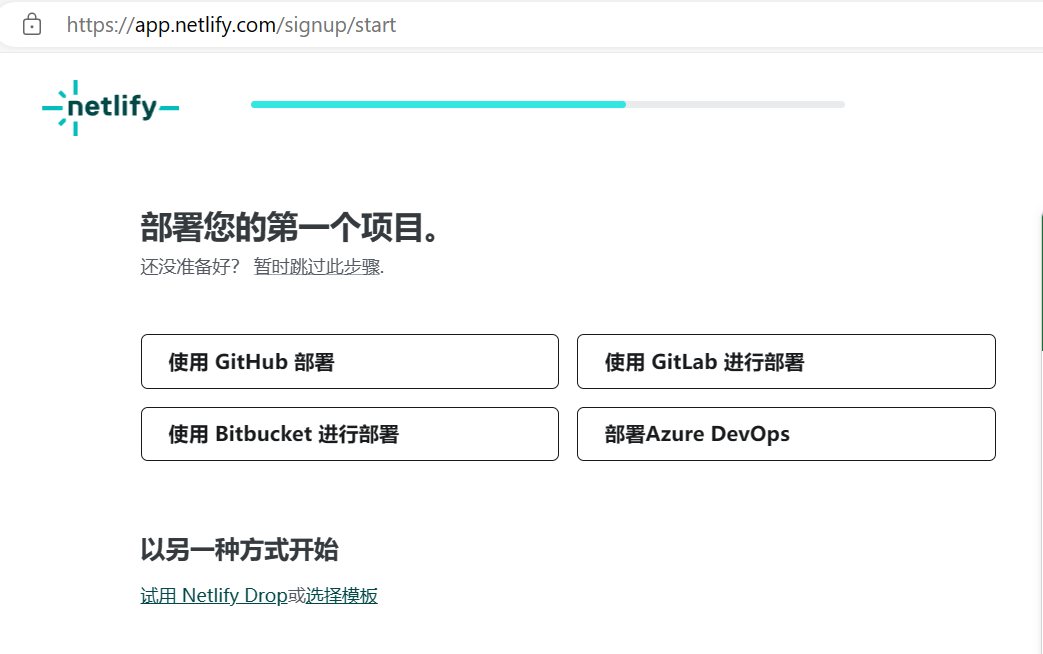 https://app.netlify.com/signup/start
netlify
部署您的第一个项目。
还没准备好？ 暂时跳过此步骤.
使用 GitHub 部署
使用 GitLab 进行部署
使用 Bitbucket 进行部署
部署Azure DevOps
以另一种方式开始
试用 Netlify Drop或选择模板